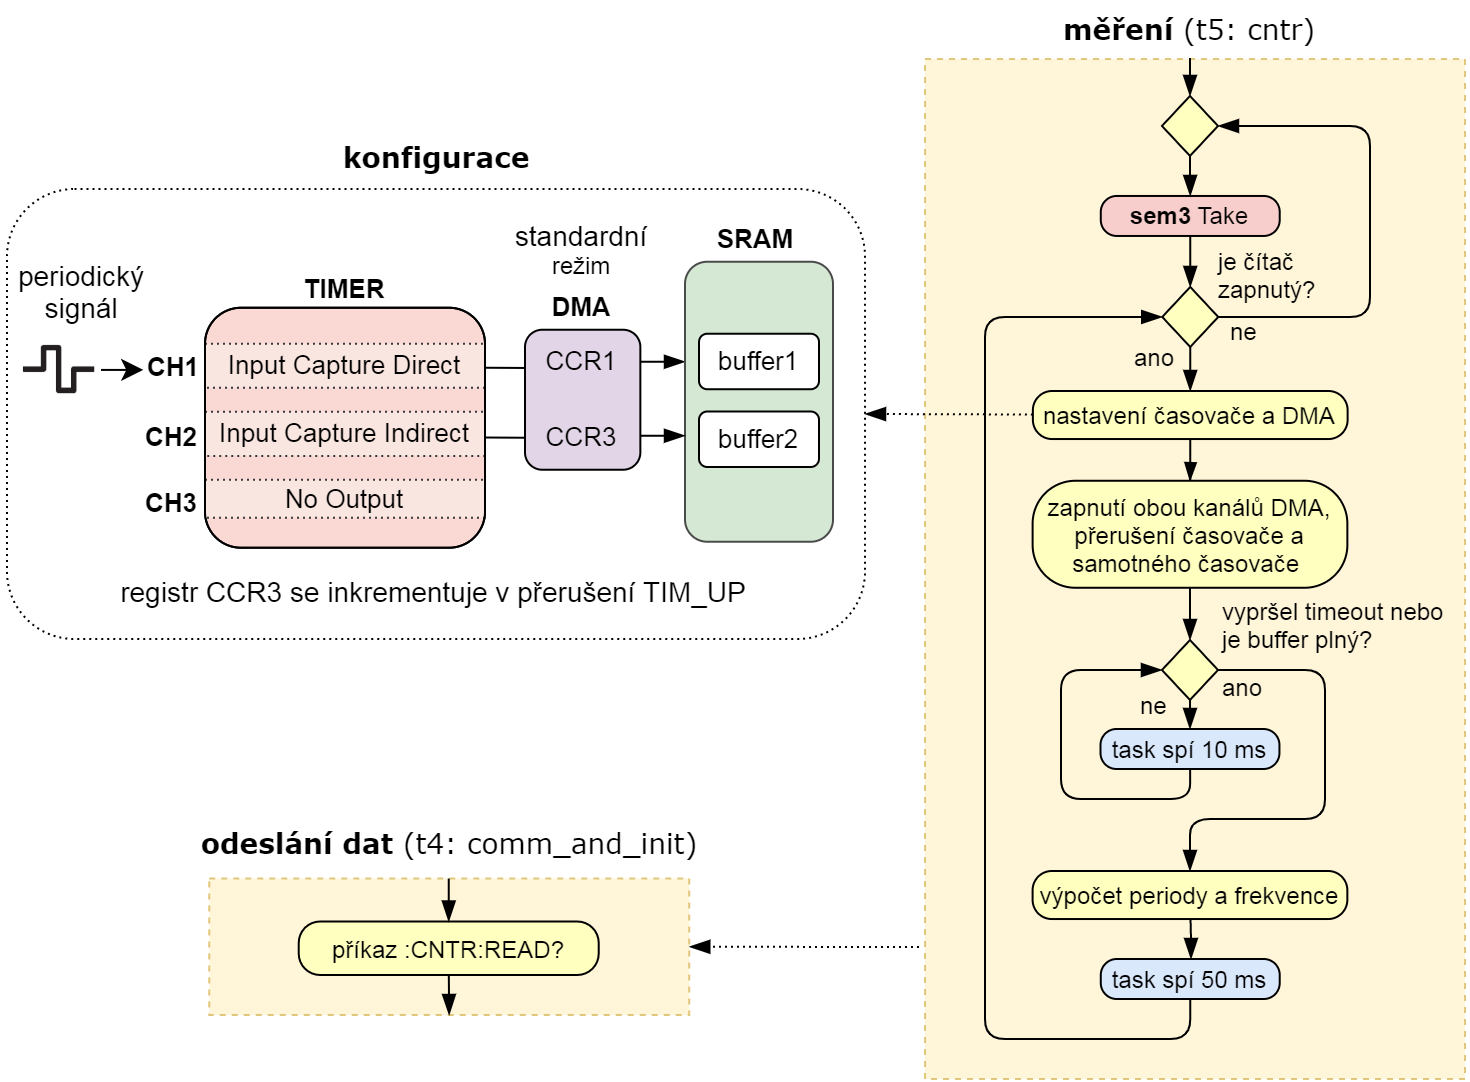 konfigurace
periodický
signál
TIMER
standardní
režim
DMA
SRAM
CH1
Input Capture Direct
CCR1
buffer1
CH2
Input Capture Indirect
CCR3
buffer2
CH3
No Output
registr CCR3 se inkrementuje v přerušení TIM_UP
odeslání dat (t4: comm_and_init)
příkaz :CNTR:READ?
měření (t5: cntr)
sem3 Take
je čítač
zapnutý?
ne
ano
nastavení časovače a DMA
zapnutí obou kanálů DMA,
přerušení časovače a
samotného časovače
vypršel timeout nebo
je buffer plný?
ano
ne
task spí 10 ms
výpočet periody a frekvence
task spí 50 ms